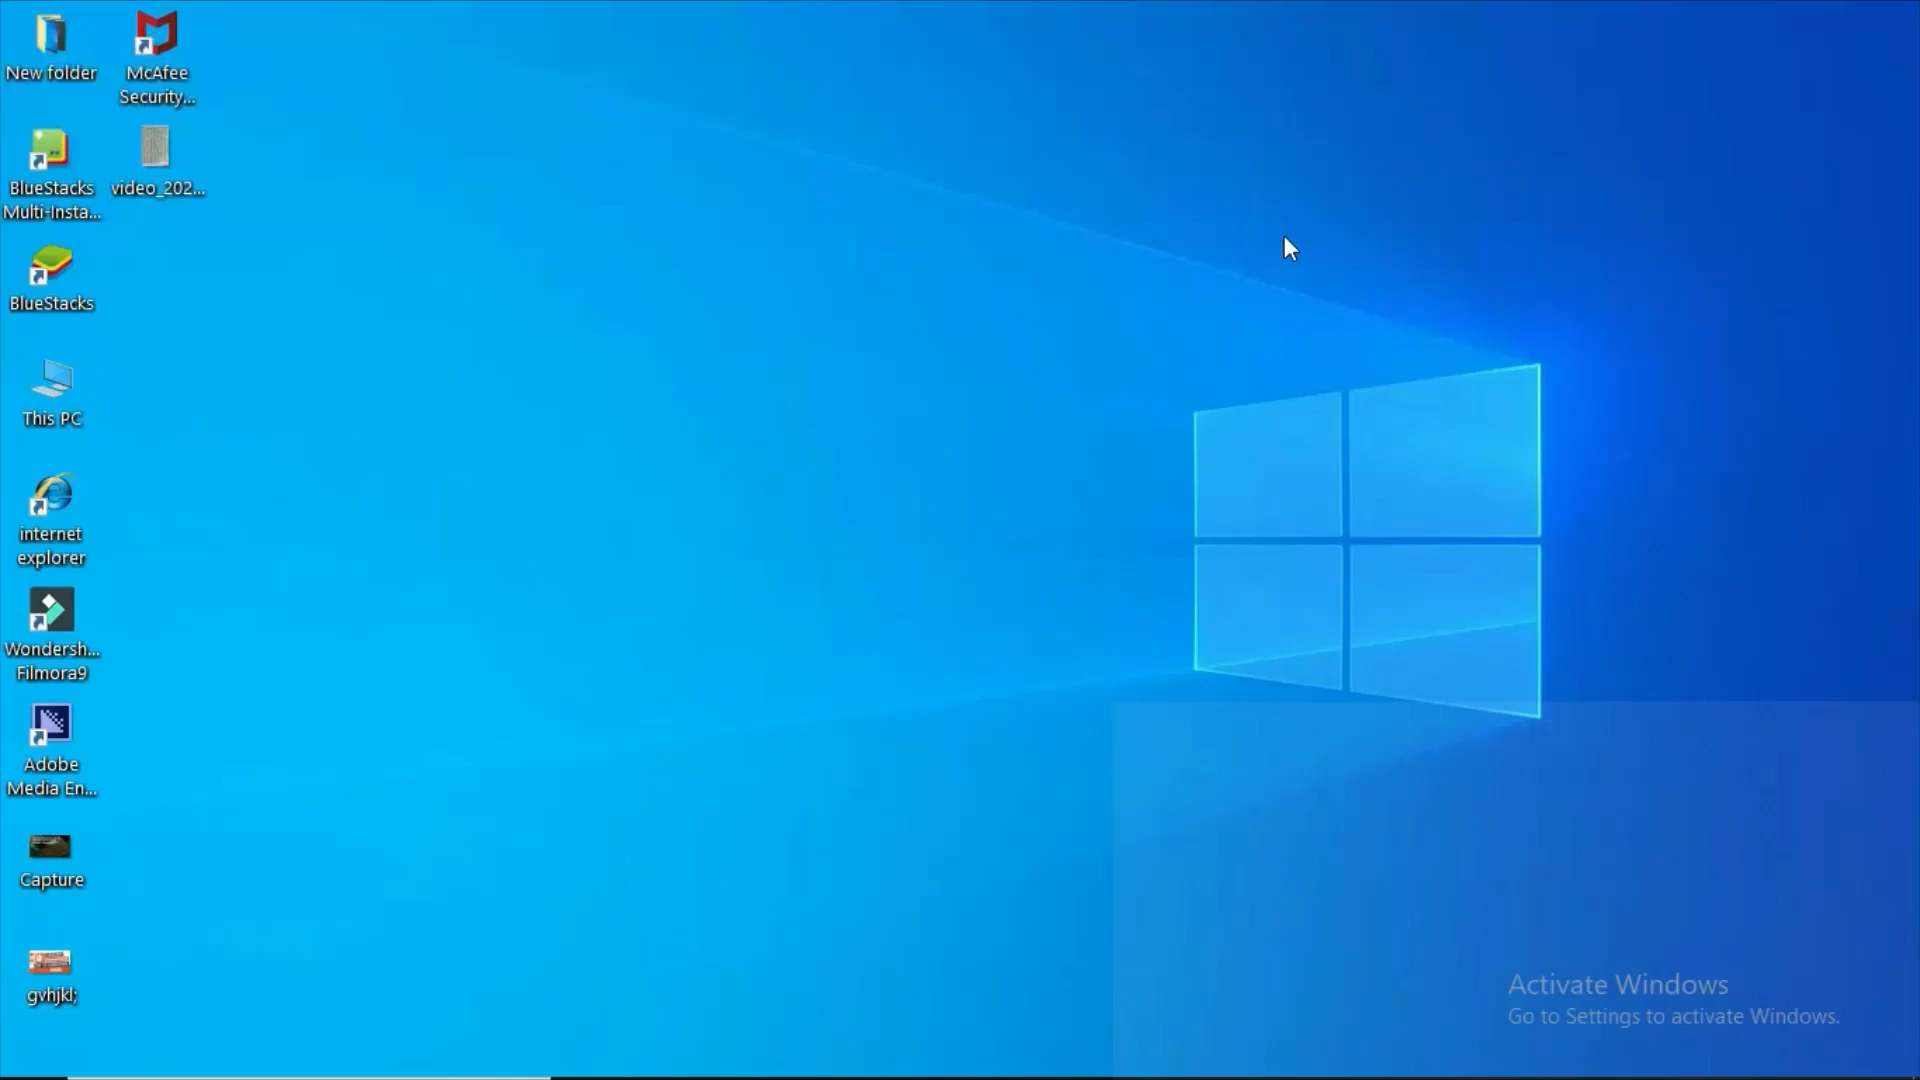 New folder
McAfee
Security...
BlueStacks
Multi-Insta...
video_202...
BlueStacks
This PC
internet
explorer
Wondersh...
Filmora9
Adobe
Media En...
Capture
gvhjkl;
Activate Windows
Go to Settings to activate Windows.